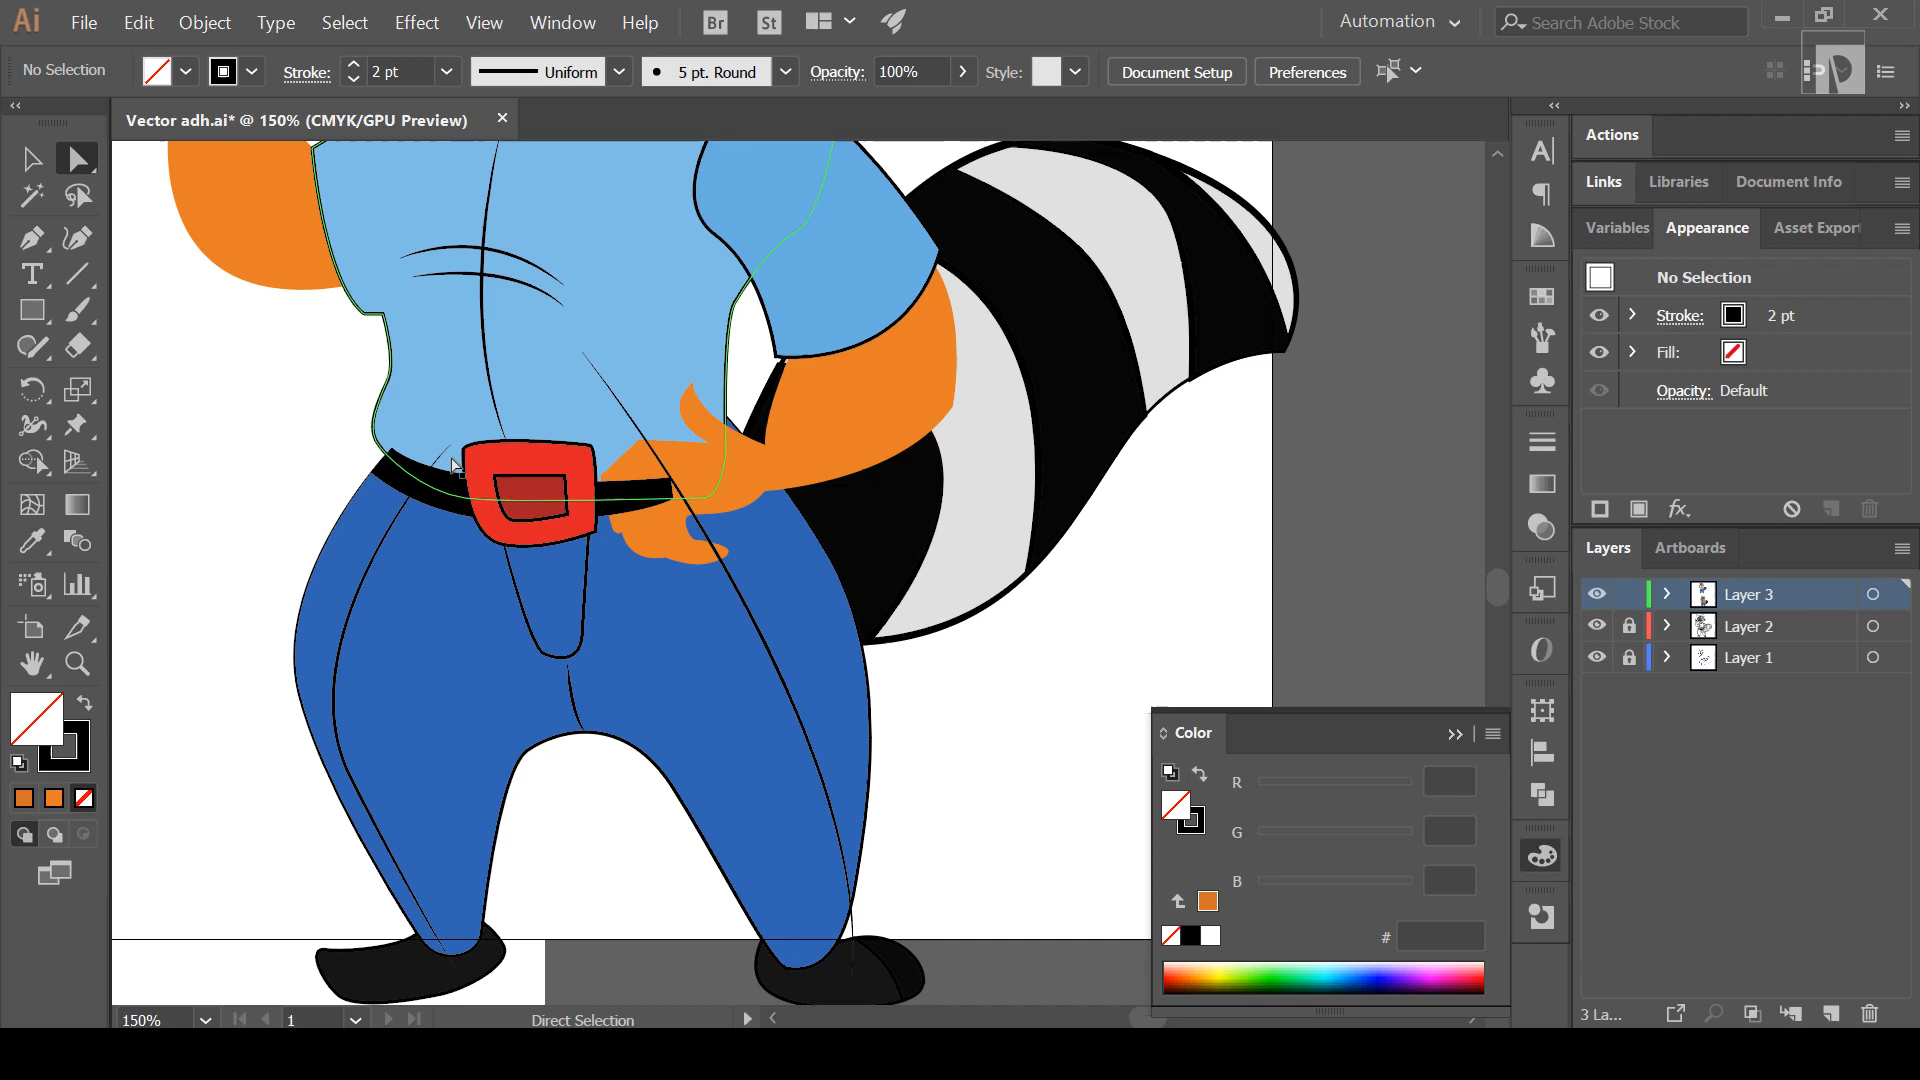 Ai File Edit Object Type Select Effect View Window Help Br St Automation Search Adobe Stock
No Selection Stroke: 2 pt Uniform 5 pt. Round Opacity: 100% Style: Document Setup Preferences
Vector adh.ai* @ 150% (CMYK/GPU Preview)
Actions
Links Libraries Document Info
Variables Appearance Asset Export
No Selection
Stroke: 2 pt
Fill:
Opacity: Default
fx
Layers Artboards
Layer 3
Layer 2
Layer 1
Color
R
G
B
#
150% 1 Direct Selection
3 La...